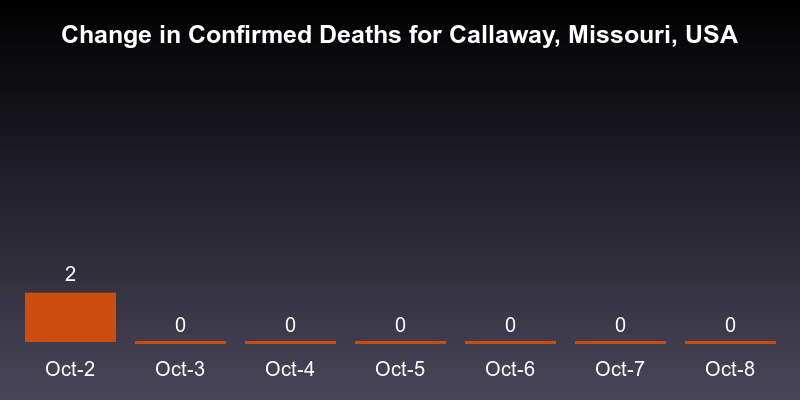 Change in Confirmed Deaths for Callaway, Missouri, USA
2
0 0 0 0 0 0
Oct-2 Oct-3 Oct-4 Oct-5 Oct-6 Oct-7 Oct-8